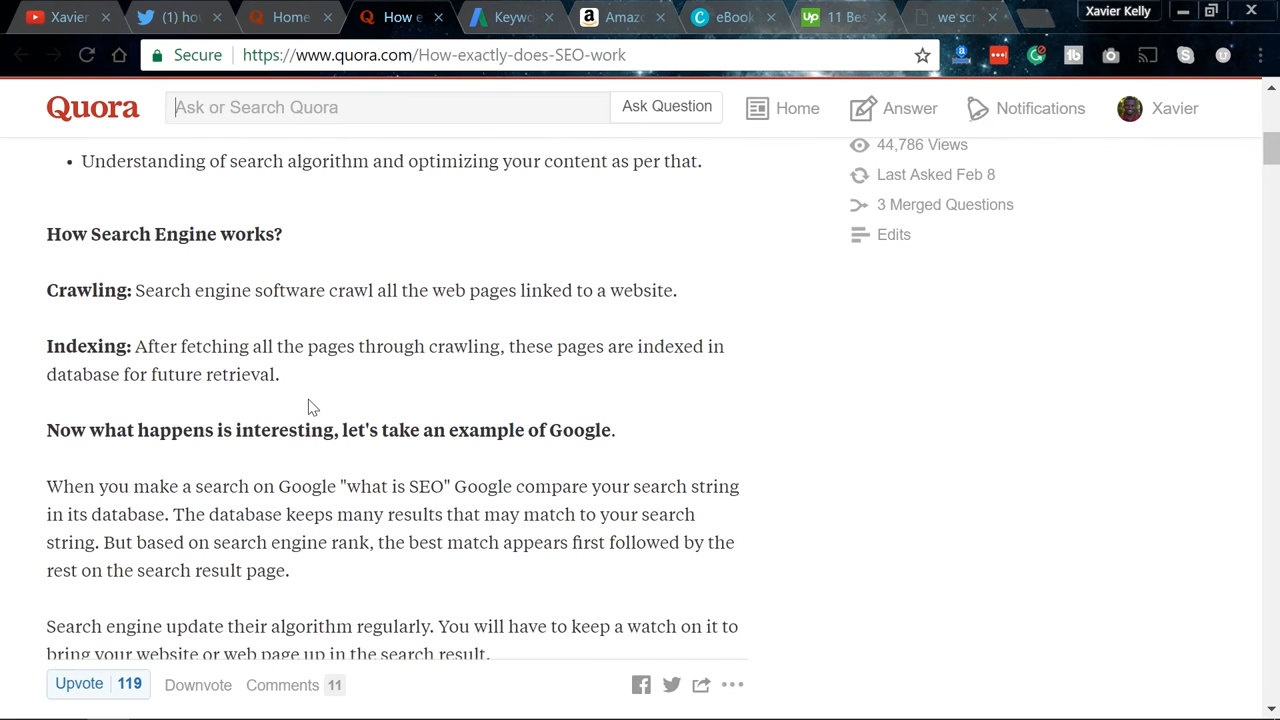 Xavier
(1) ho
Home
How e
Keywo
Amazo
eBook
Up 11 Bes
we scr
Xavier Kelly
Secure https://www.quora.com/How-exactly-does-SEO-work
Quora Ask or Search Quora Ask Question Home Answer Notifications Xavier
44,786 Views
Last Asked Feb 8
3 Merged Questions
Edits
• Understanding of search algorithm and optimizing your content as per that.
How Search Engine works?
Crawling: Search engine software crawl all the web pages linked to a website.
Indexing: After fetching all the pages through crawling, these pages are indexed in
database for future retrieval.
Now what happens is interesting, let's take an example of Google.
When you make a search on Google "what is SEO" Google compare your search string
in its database. The database keeps many results that may match to your search
string. But based on search engine rank, the best match appears first followed by the
rest on the search result page.
Search engine update their algorithm regularly. You will have to keep a watch on it to
bring your website or web page up in the search result.
Upvote 119 Downvote Comments 11